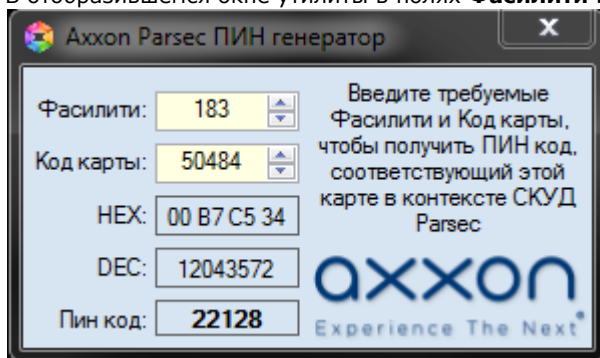 В отобразившемся окне утилиты в полях Фасилити
Axxon Parsec ПИН генератор
x
Фасилити: 183
Код карты: 50484
HEX: 00 B7 C5 34
DEC: 12043572
Пин код: 22128
Введите требуемые
Фасилити и Код карты,
чтобы получить ПИН код,
соответствующий этой
карте в контексте СКУД
Parsec
axxon
Experience The Next